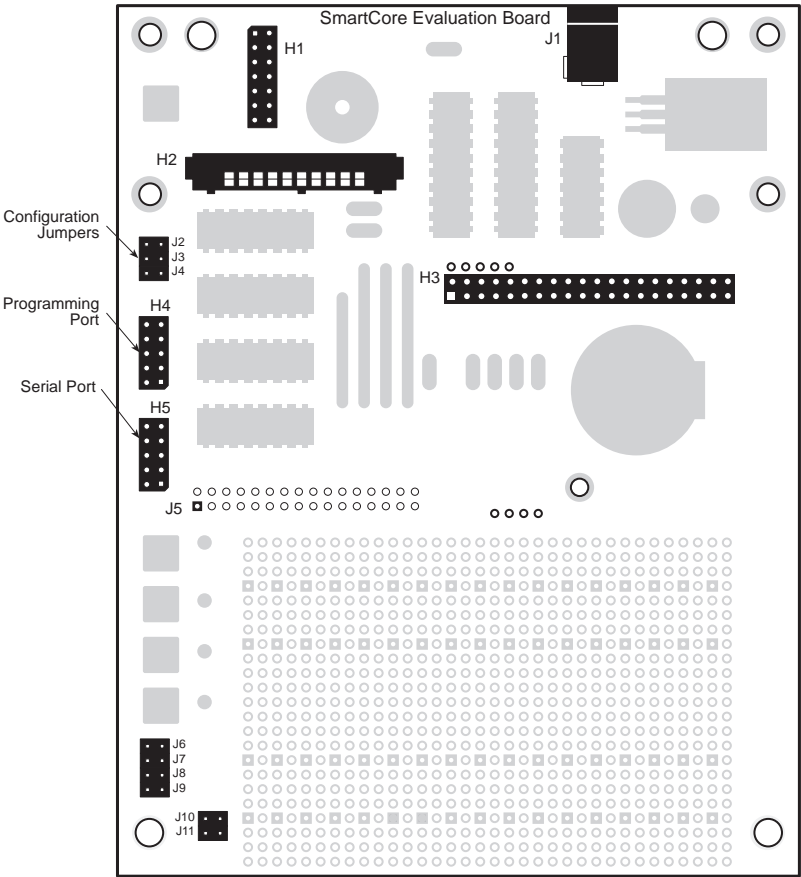 SmartCore Evaluation Board
J1
H1
H2
Configuration
Jumpers
J2
J3
J4
H3
Programming
Port
H4
Serial Port
H5
J5
J6
J7
J8
J9
J10
J11